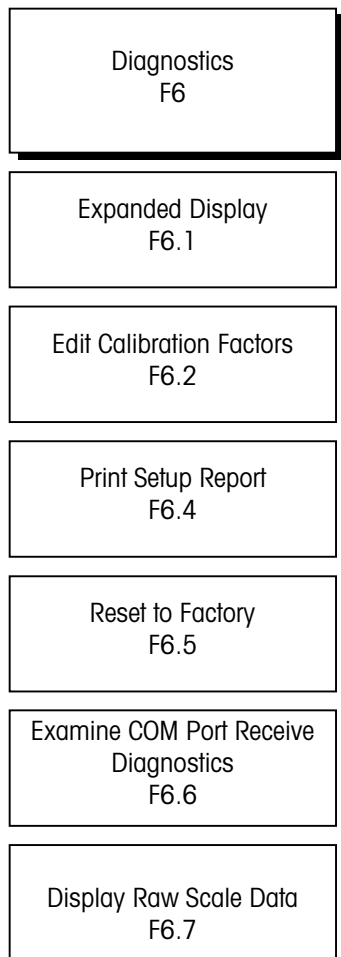 Diagnostics
F6
Expanded Display
F6.1
Edit Calibration Factors
F6.2
Print Setup Report
F6.4
Reset to Factory
F6.5
Examine COM Port Receive
Diagnostics
F6.6
Display Raw Scale Data
F6.7